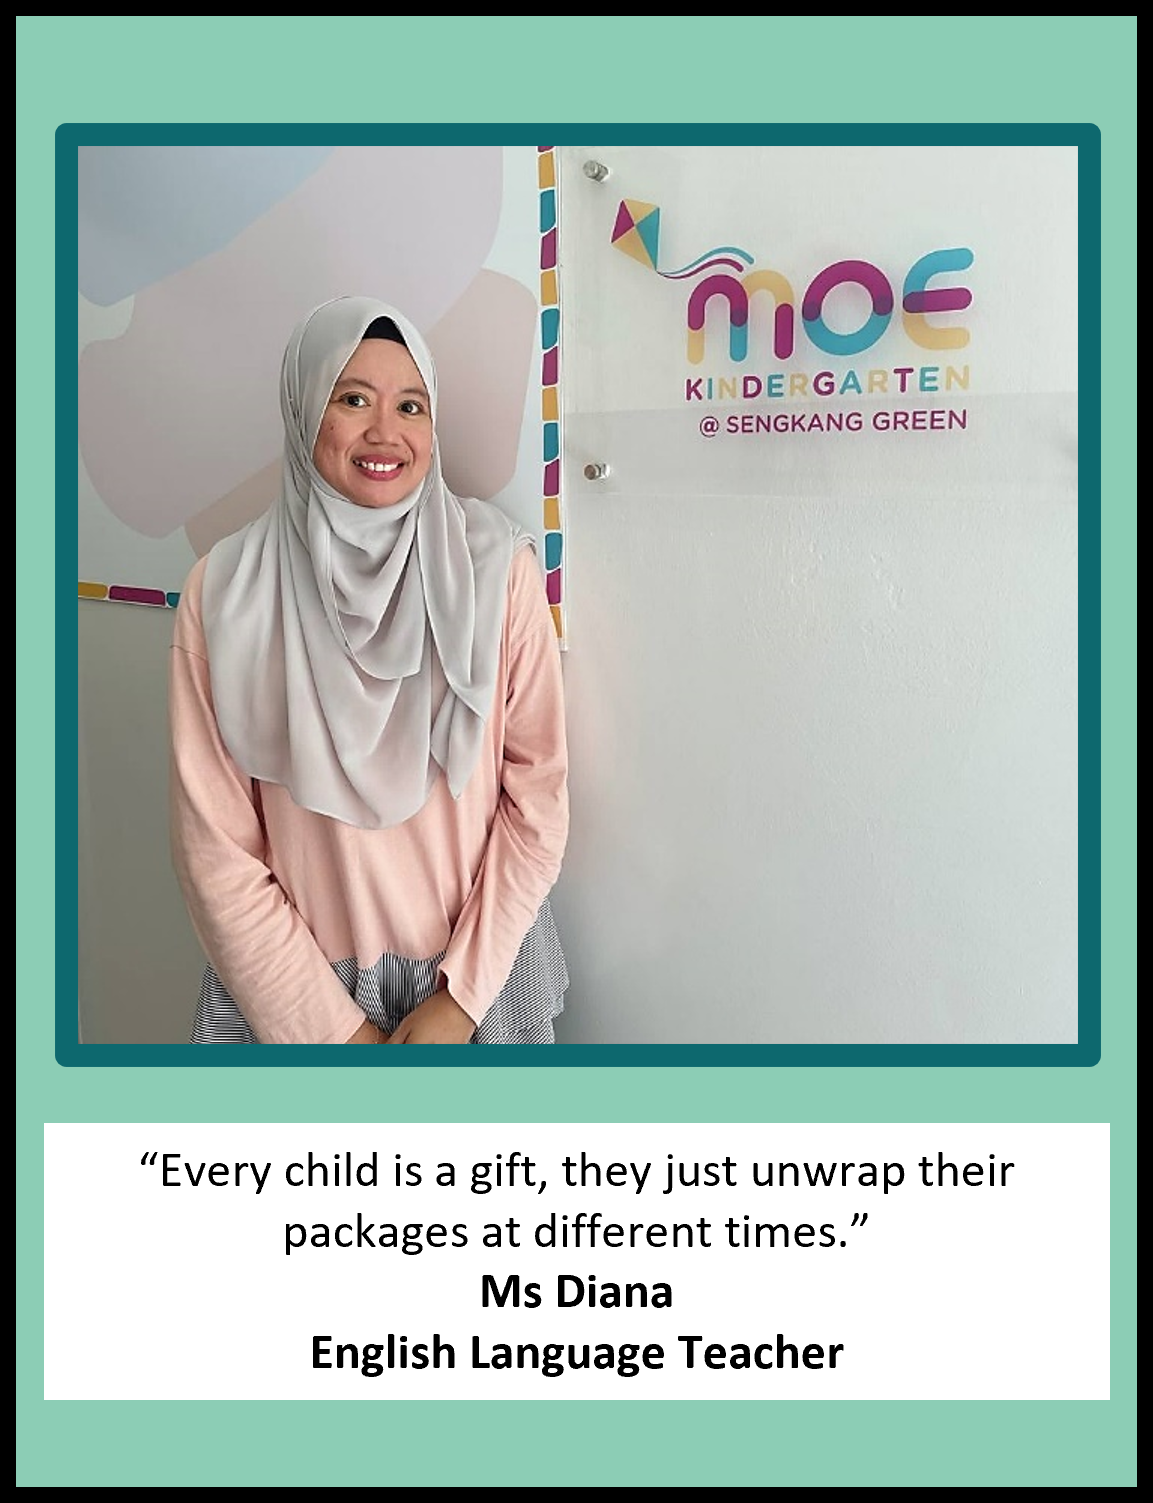 MOE
KINDERGARTEN
@ SENGKANG GREEN
“Every child is a gift, they just unwrap their
packages at different times.”
Ms Diana
English Language Teacher